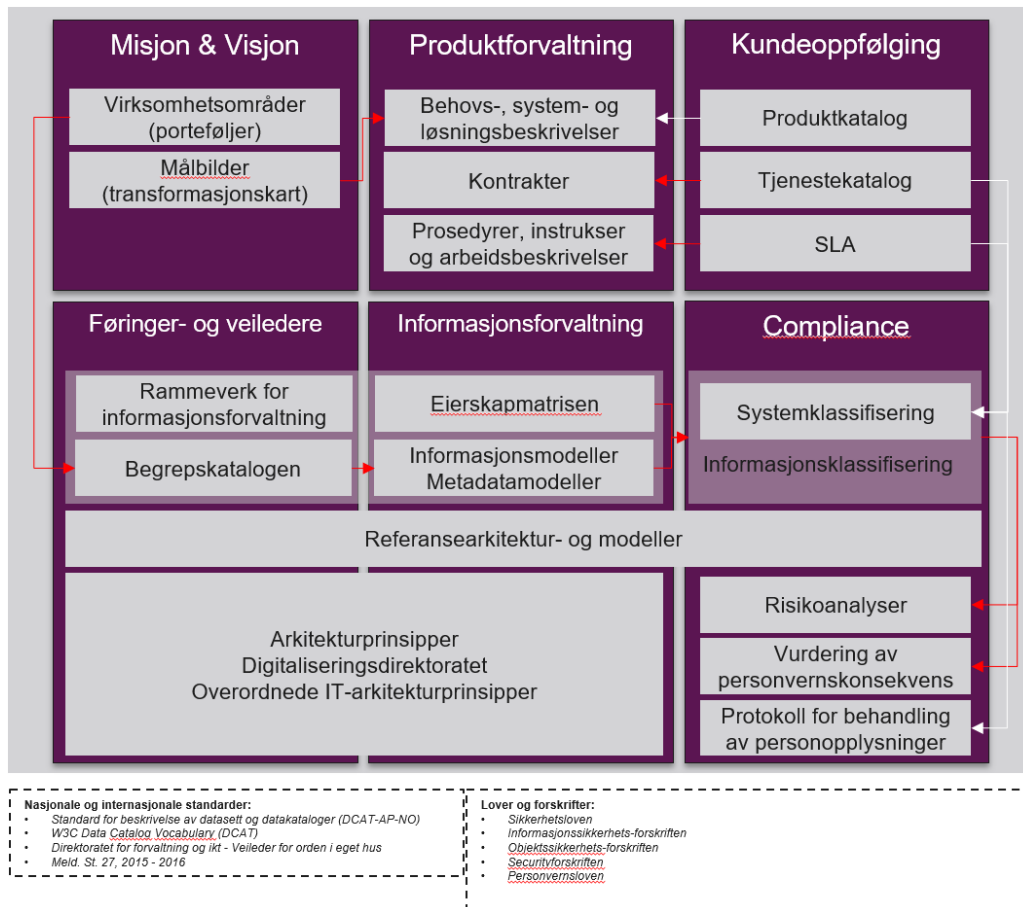 Misjon & Visjon
Virksomhetsområder
(porteføljer)
Målbilder
(transformasjonskart)
Produktforvaltning
Behovs-, system- og
løsningsbeskrivelser
Kontrakter
Prosedyrer, instrukser
og arbeidsbeskrivelser
Kundeoppfølging
Produktkatalog
Tjenestekatalog
SLA
Føringer- og veiledere
Rammeverk for
informasjonsforvaltning
Begrepskatalogen
Informasjonsforvaltning
Eierskapmatrisen
Informasjonsmodeller
Metadatamodeller
Compliance
Systemklassifisering
Informasjonsklassifisering
Referansearkitektur- og modeller
Arkitekturprinsipper
Digitaliseringsdirektoratet
Overordnede IT-arkitekturprinsipper
Risikoanalyser
Vurdering av
personvernskonsekvens
Protokoll for behandling
av personopplysninger
Nasjonale og internasjonale standarder:
• Standard for beskrivelse av datasett og datakataloger (DCAT-AP-NO)
• W3C Data Catalog Vocabulary (DCAT)
• Direktoratet for forvaltning og ikt - Veileder for orden i eget hus
• Meld. St. 27, 2015 - 2016
Lover og forskrifter:
• Sikkerhetsloven
• Informasjonssikkerhets-forskriften
• Objektssikkerhets-forskriften
• Securityforskriften
• Personvernsloven